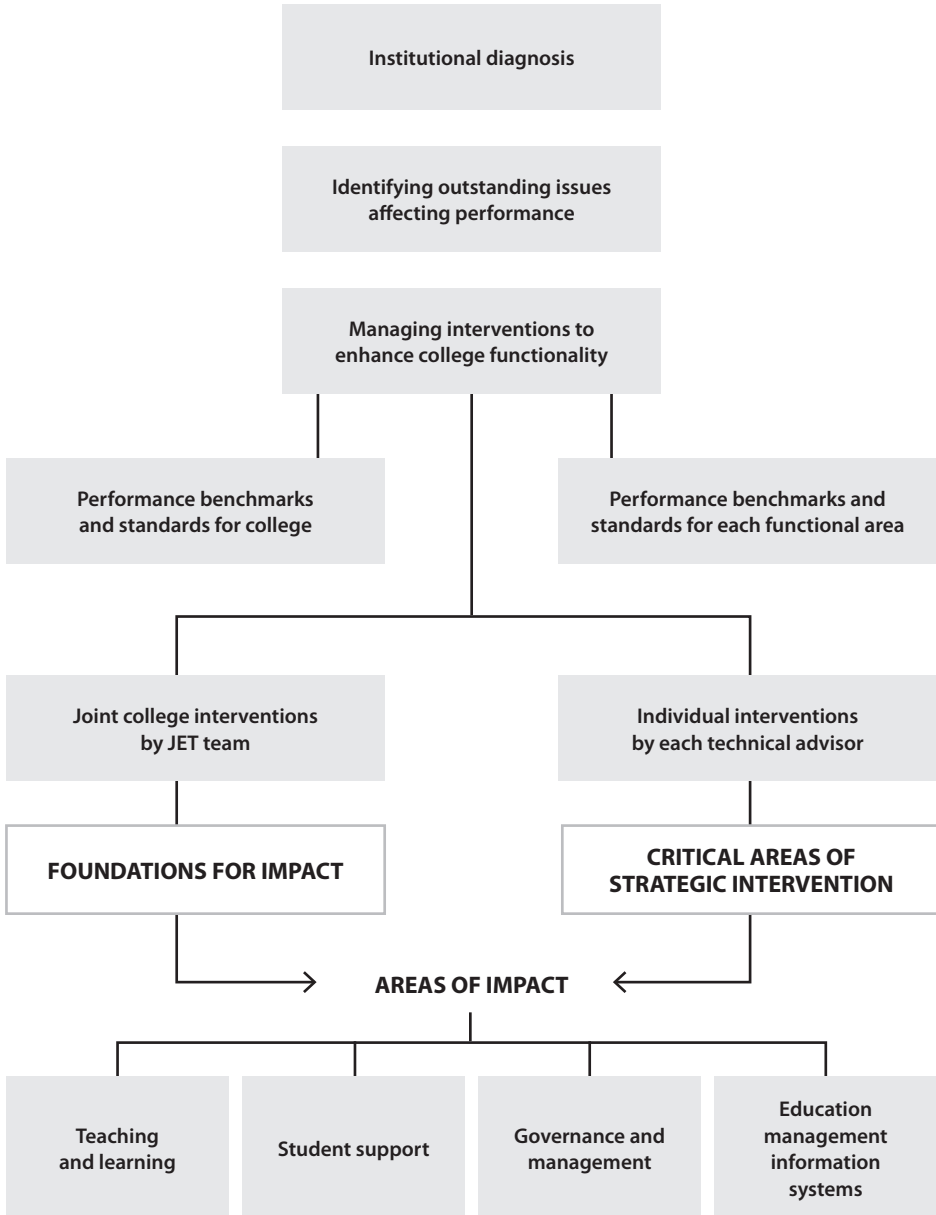 Institutional diagnosis
Identifying outstanding issues
affecting performance
Managing interventions to
enhance college functionality
Performance benchmarks
and standards for college
Performance benchmarks and
standards for each functional area
Joint college interventions
by JET team
Individual interventions
by each technical advisor
FOUNDATIONS FOR IMPACT
CRITICAL AREAS OF
STRATEGIC INTERVENTION
AREAS OF IMPACT
Teaching
and learning
Student support
Governance and
management
Education
management
information
systems